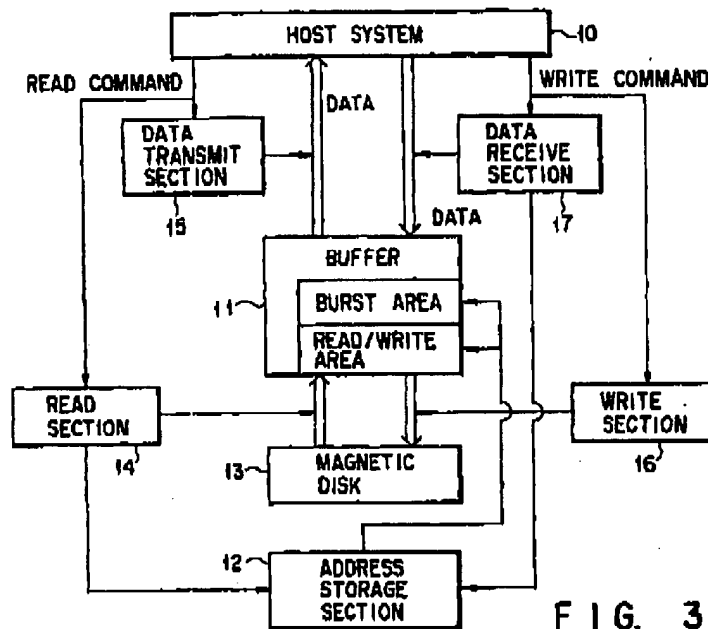 HOST SYSTEM
10
READ COMMAND
WRITE COMMAND
DATA
DATA
TRANSMIT
SECTION
15
DATA
RECEIVE
SECTION
17
DATA
BUFFER
11
BURST AREA
READ/WRITE
AREA
READ
SECTION
14
WRITE
SECTION
16
13
MAGNETIC
DISK
12
ADDRESS
STORAGE
SECTION
FIG. 3